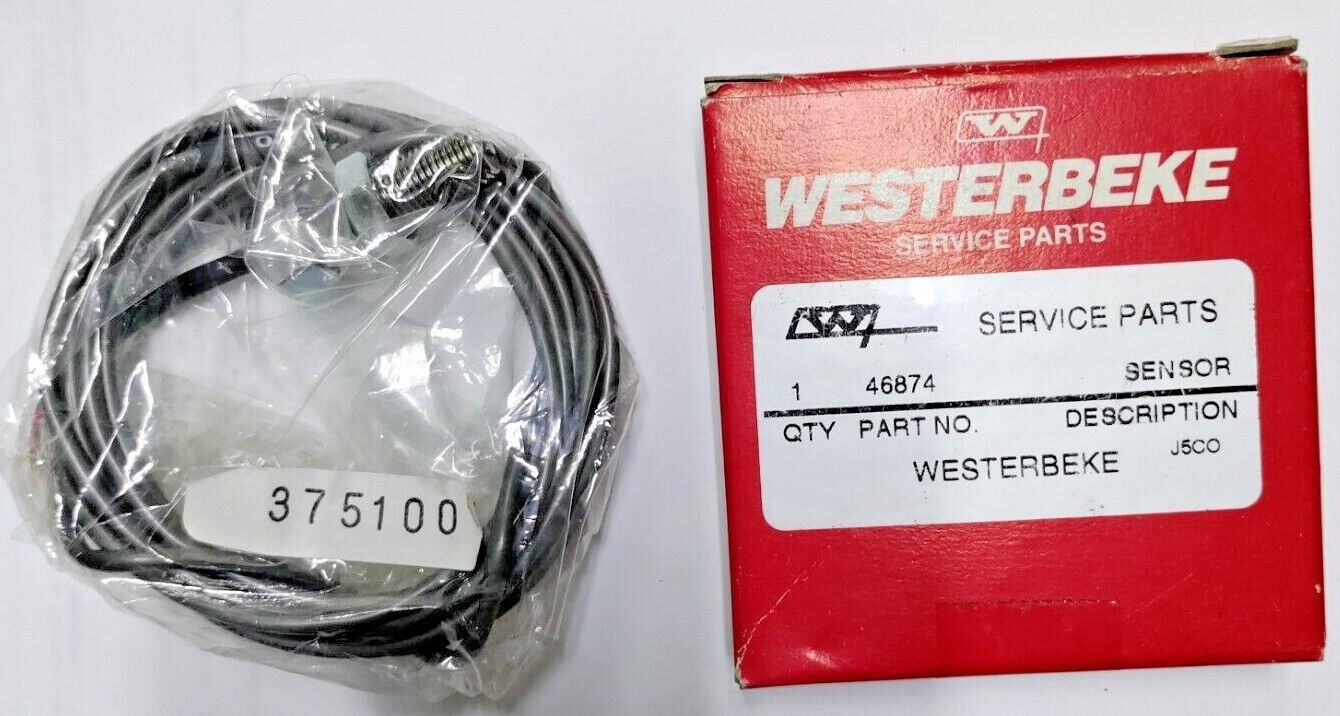 375100
W
WESTERBEKE
SERVICE PARTS
W SERVICE PARTS
1 46874 SENSOR
QTY PART NO. DESCRIPTION
WESTERBEKE J5CO